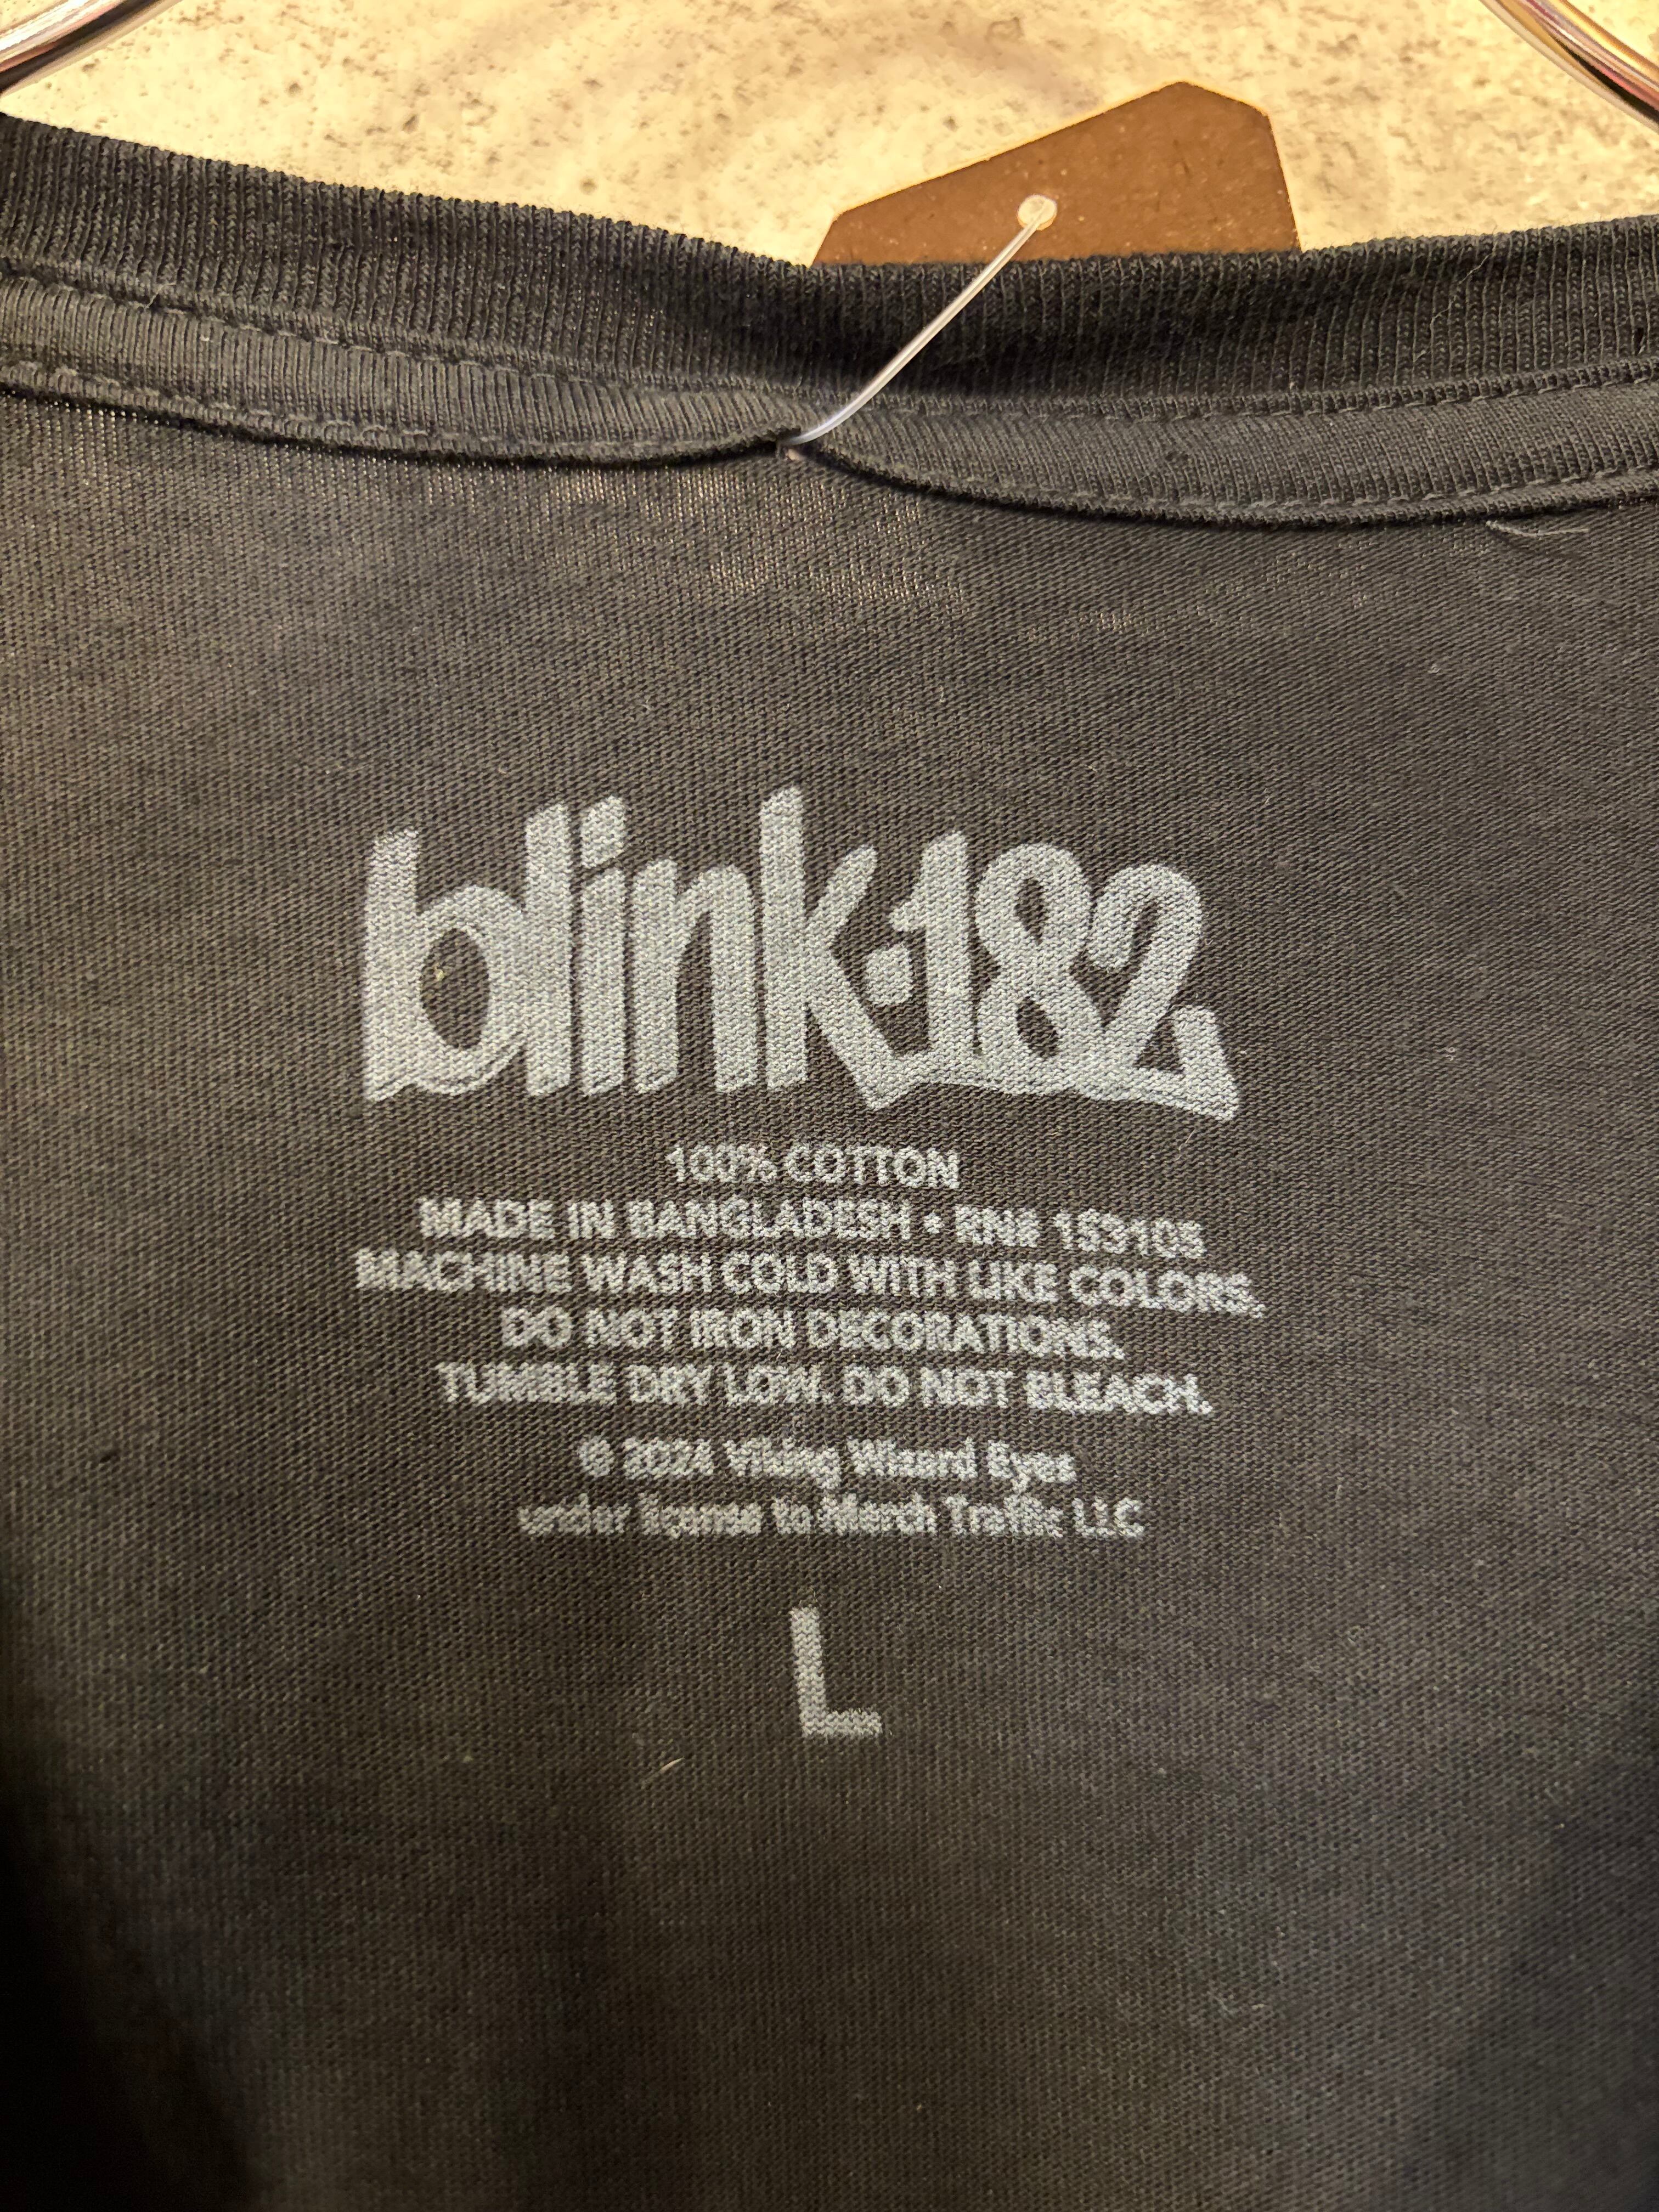 blink-182
100% COTTON
MADE IN BANGLADESH • RN# 153105
MACHINE WASH COLD WITH LIKE COLORS.
DO NOT IRON DECORATIONS.
TUMBLE DRY LOW. DO NOT BLEACH.
© 2024 Viking Wizard Eyes
under license to Merch Traffic LLC
L